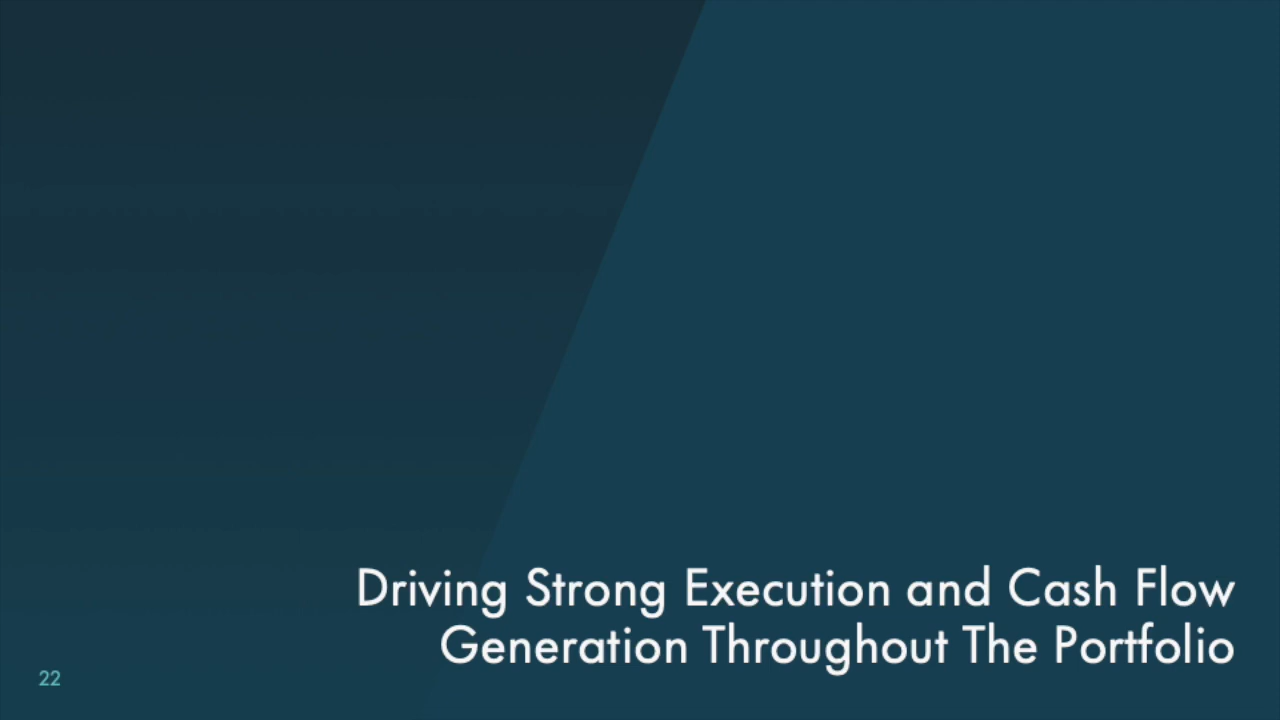 Driving Strong Execution and Cash Flow
Generation Throughout The Portfolio
22